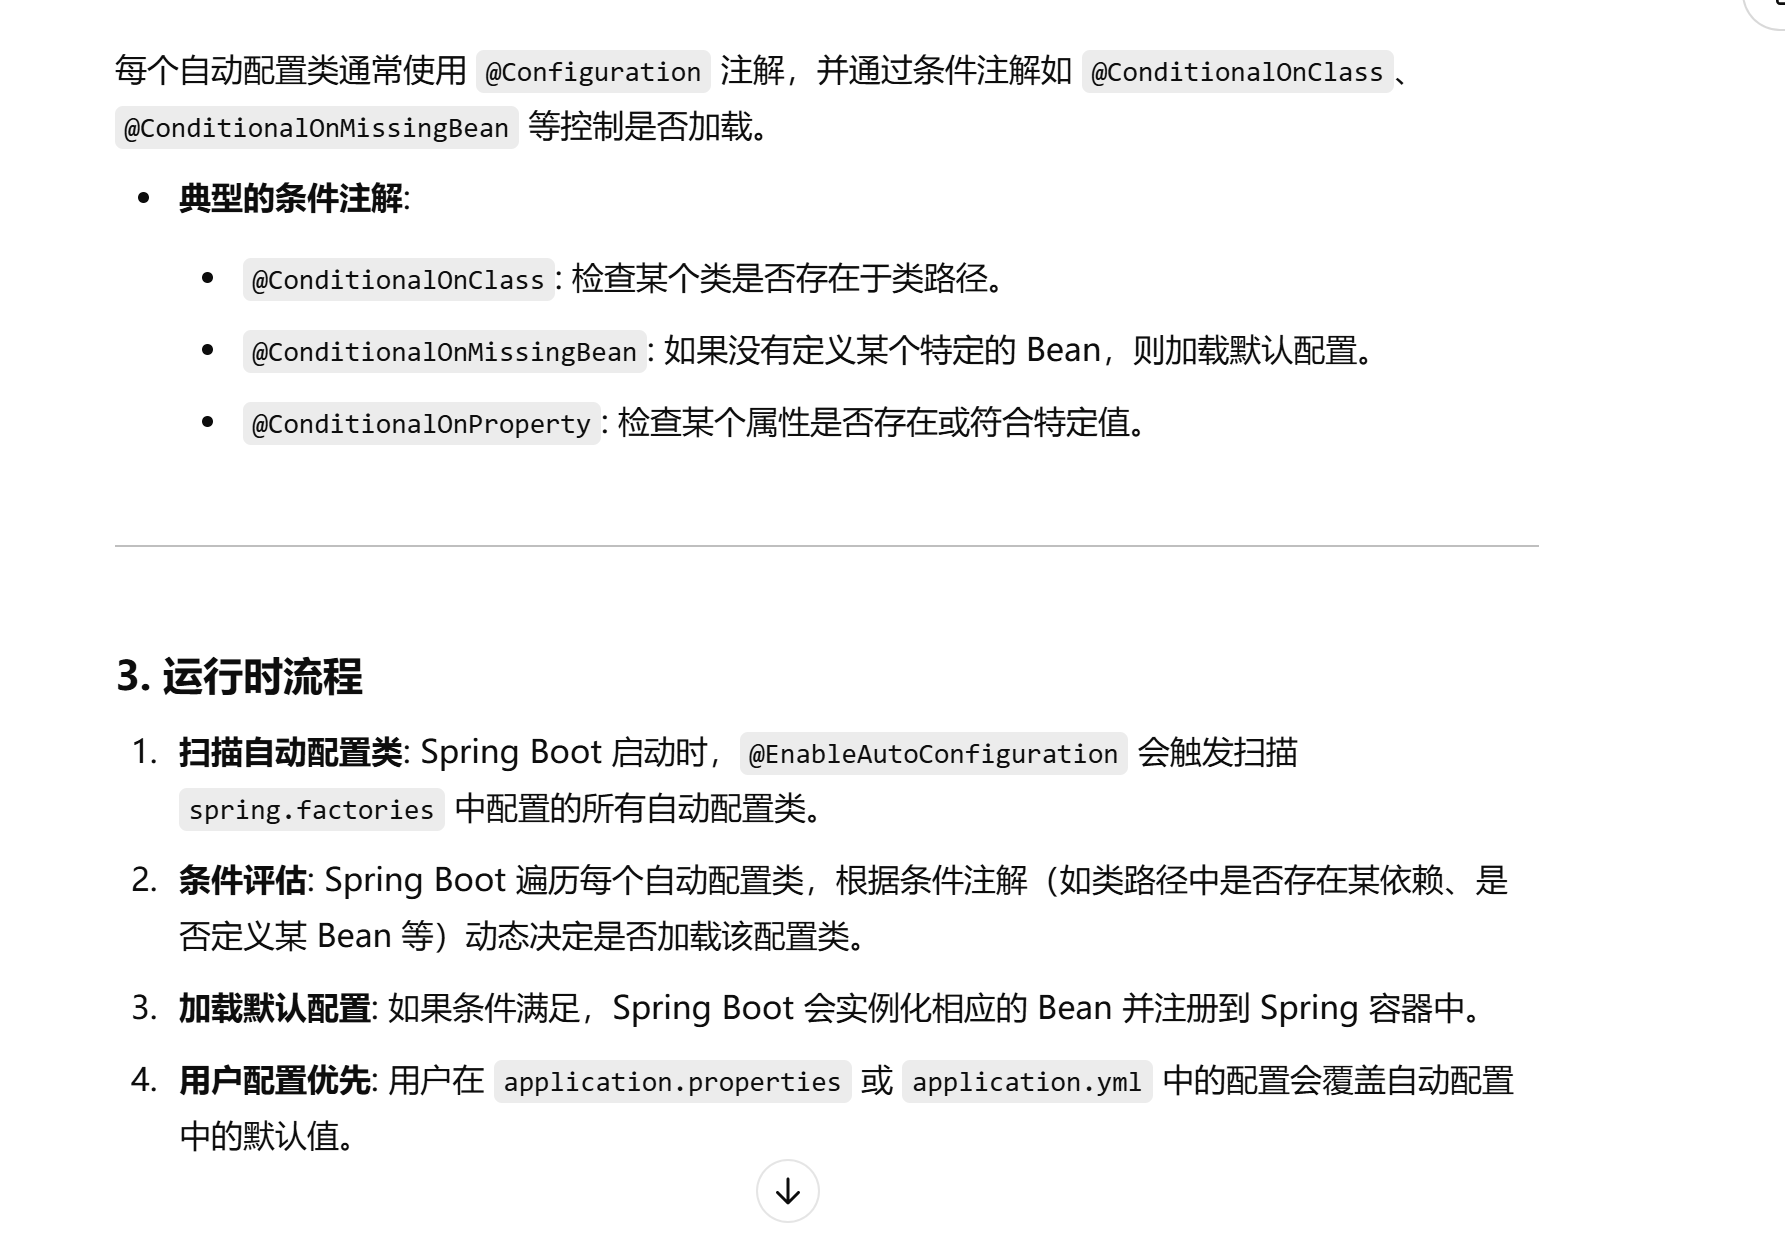 每个自动配置类通常使用 @Configuration 注解，并通过条件注解如 @ConditionalOnClass、
@ConditionalOnMissingBean 等控制是否加载。
• 典型的条件注解:
• @ConditionalOnClass: 检查某个类是否存在于类路径。
• @ConditionalOnMissingBean: 如果没有定义某个特定的 Bean，则加载默认配置。
• @ConditionalOnProperty: 检查某个属性是否存在或符合特定值。
3. 运行时流程
1. 扫描自动配置类: Spring Boot 启动时，@EnableAutoConfiguration 会触发扫描
spring.factories 中配置的所有自动配置类。
2. 条件评估: Spring Boot 遍历每个自动配置类，根据条件注解（如类路径中是否存在某依赖、是
否定义某 Bean 等）动态决定是否加载该配置类。
3. 加载默认配置: 如果条件满足，Spring Boot 会实例化相应的 Bean 并注册到 Spring 容器中。
4. 用户配置优先: 用户在 application.properties 或 application.yml 中的配置会覆盖自动配置
中的默认值。